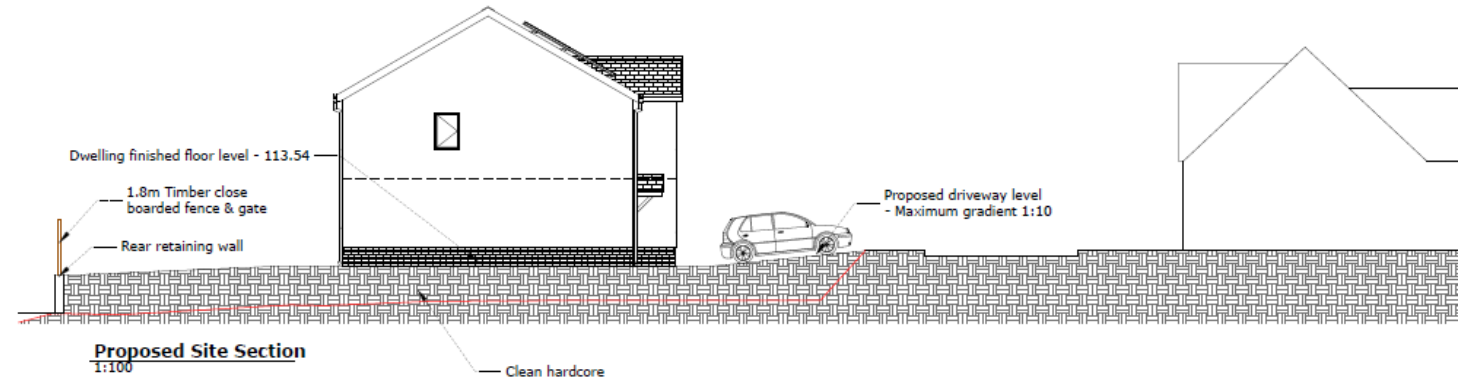 Dwelling finished floor level - 113.54
1.8m Timber close
boarded fence & gate
Rear retaining wall
Proposed driveway level
- Maximum gradient 1:10
Proposed Site Section
1:100
Clean hardcore